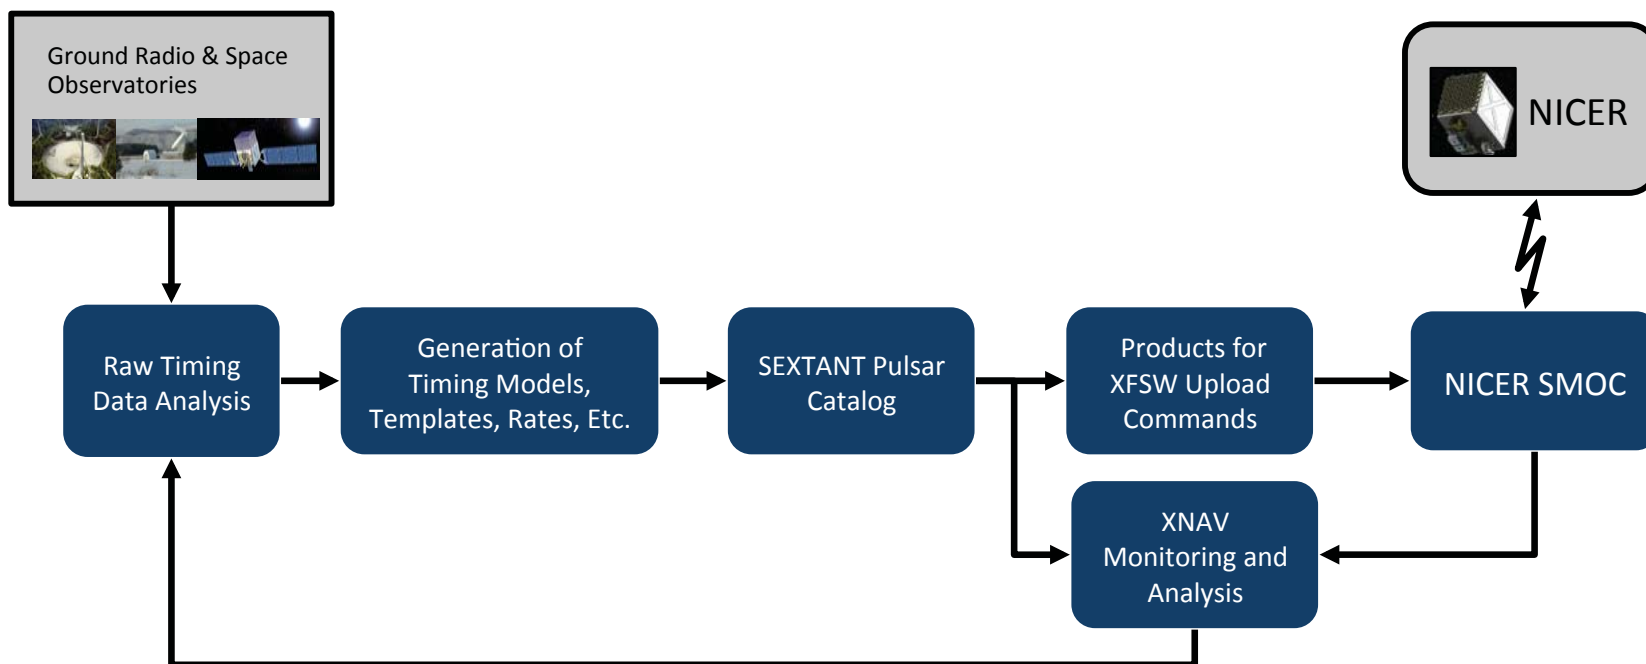 Ground Radio & Space
Observatories
NICER
Raw Timing
Data Analysis
Generation of
Timing Models,
Templates, Rates, Etc.
SEXTANT Pulsar
Catalog
Products for
XFSW Upload
Commands
NICER SMOC
XNAV
Monitoring and
Analysis